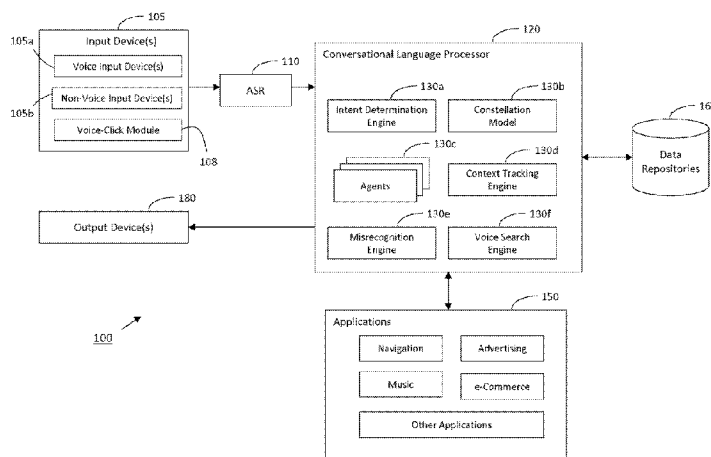 105
Input Device(s)
105a
Voice Input Device(s)
105b
Non-Voice Input Device(s)
Voice-Click Module
108
110
ASR
120
Conversational Language Processor
130a
Intent Determination Engine
130b
Constellation Model
130c
Agents
130d
Context Tracking Engine
130e
Misrecognition Engine
130f
Voice Search Engine
16
Data Repositories
180
Output Device(s)
100
150
Applications
Navigation
Advertising
Music
e-Commerce
Other Applications